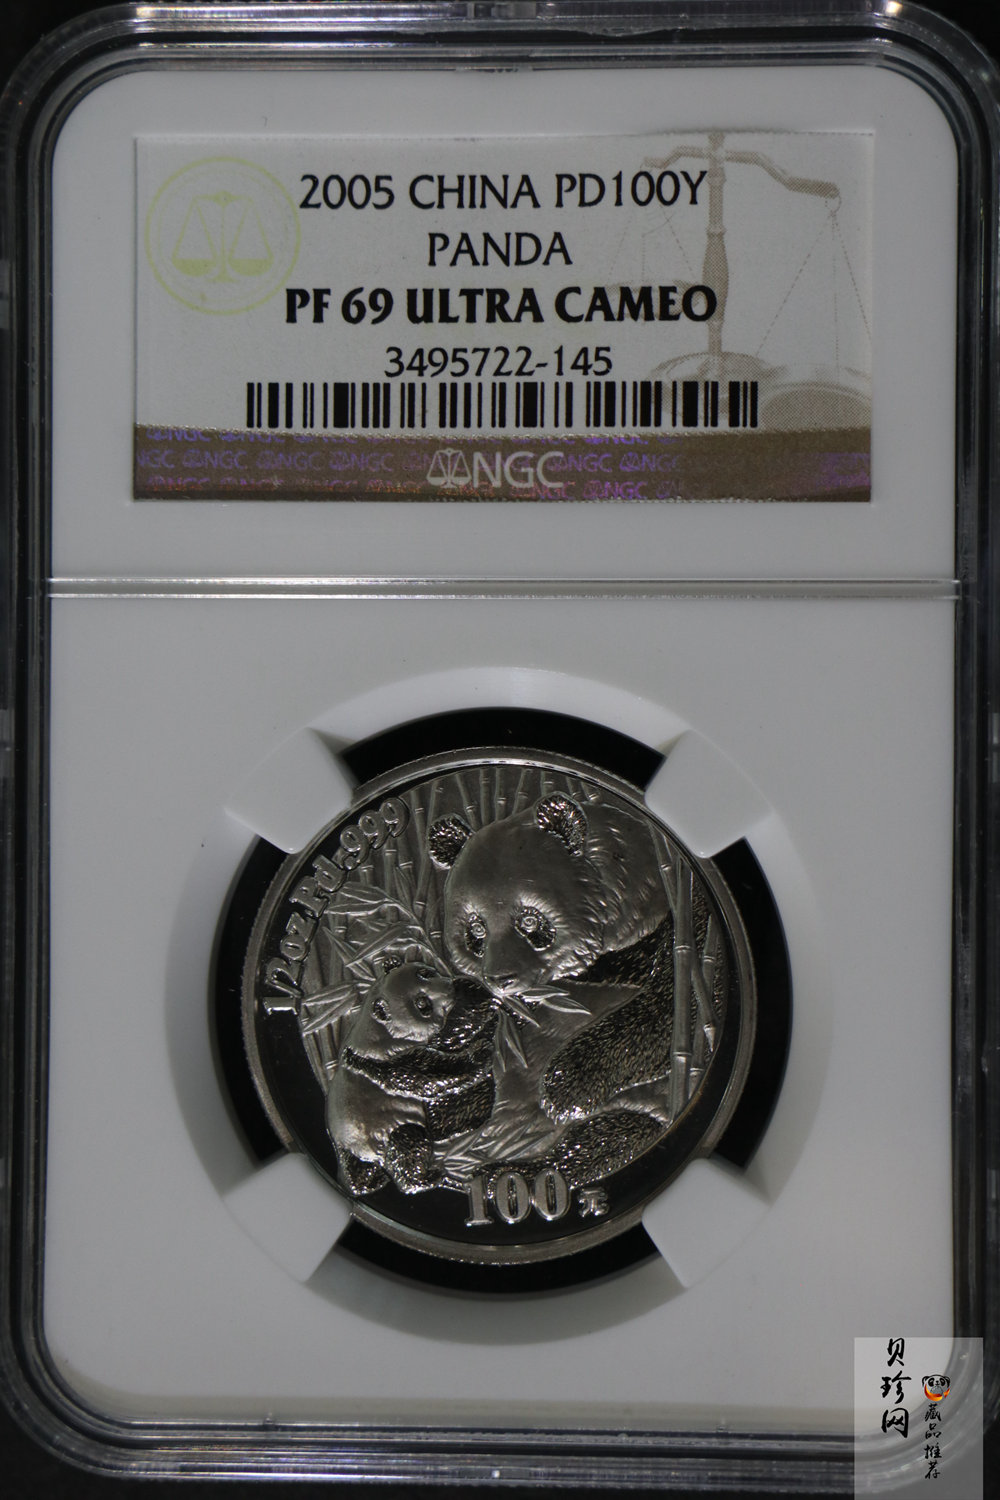 2005 CHINA PD100Y
PANDA
PF 69 ULTRA CAMEO
3495722-145
NGC
1/2oz Pd.999
100元
贝珍网
藏品推荐